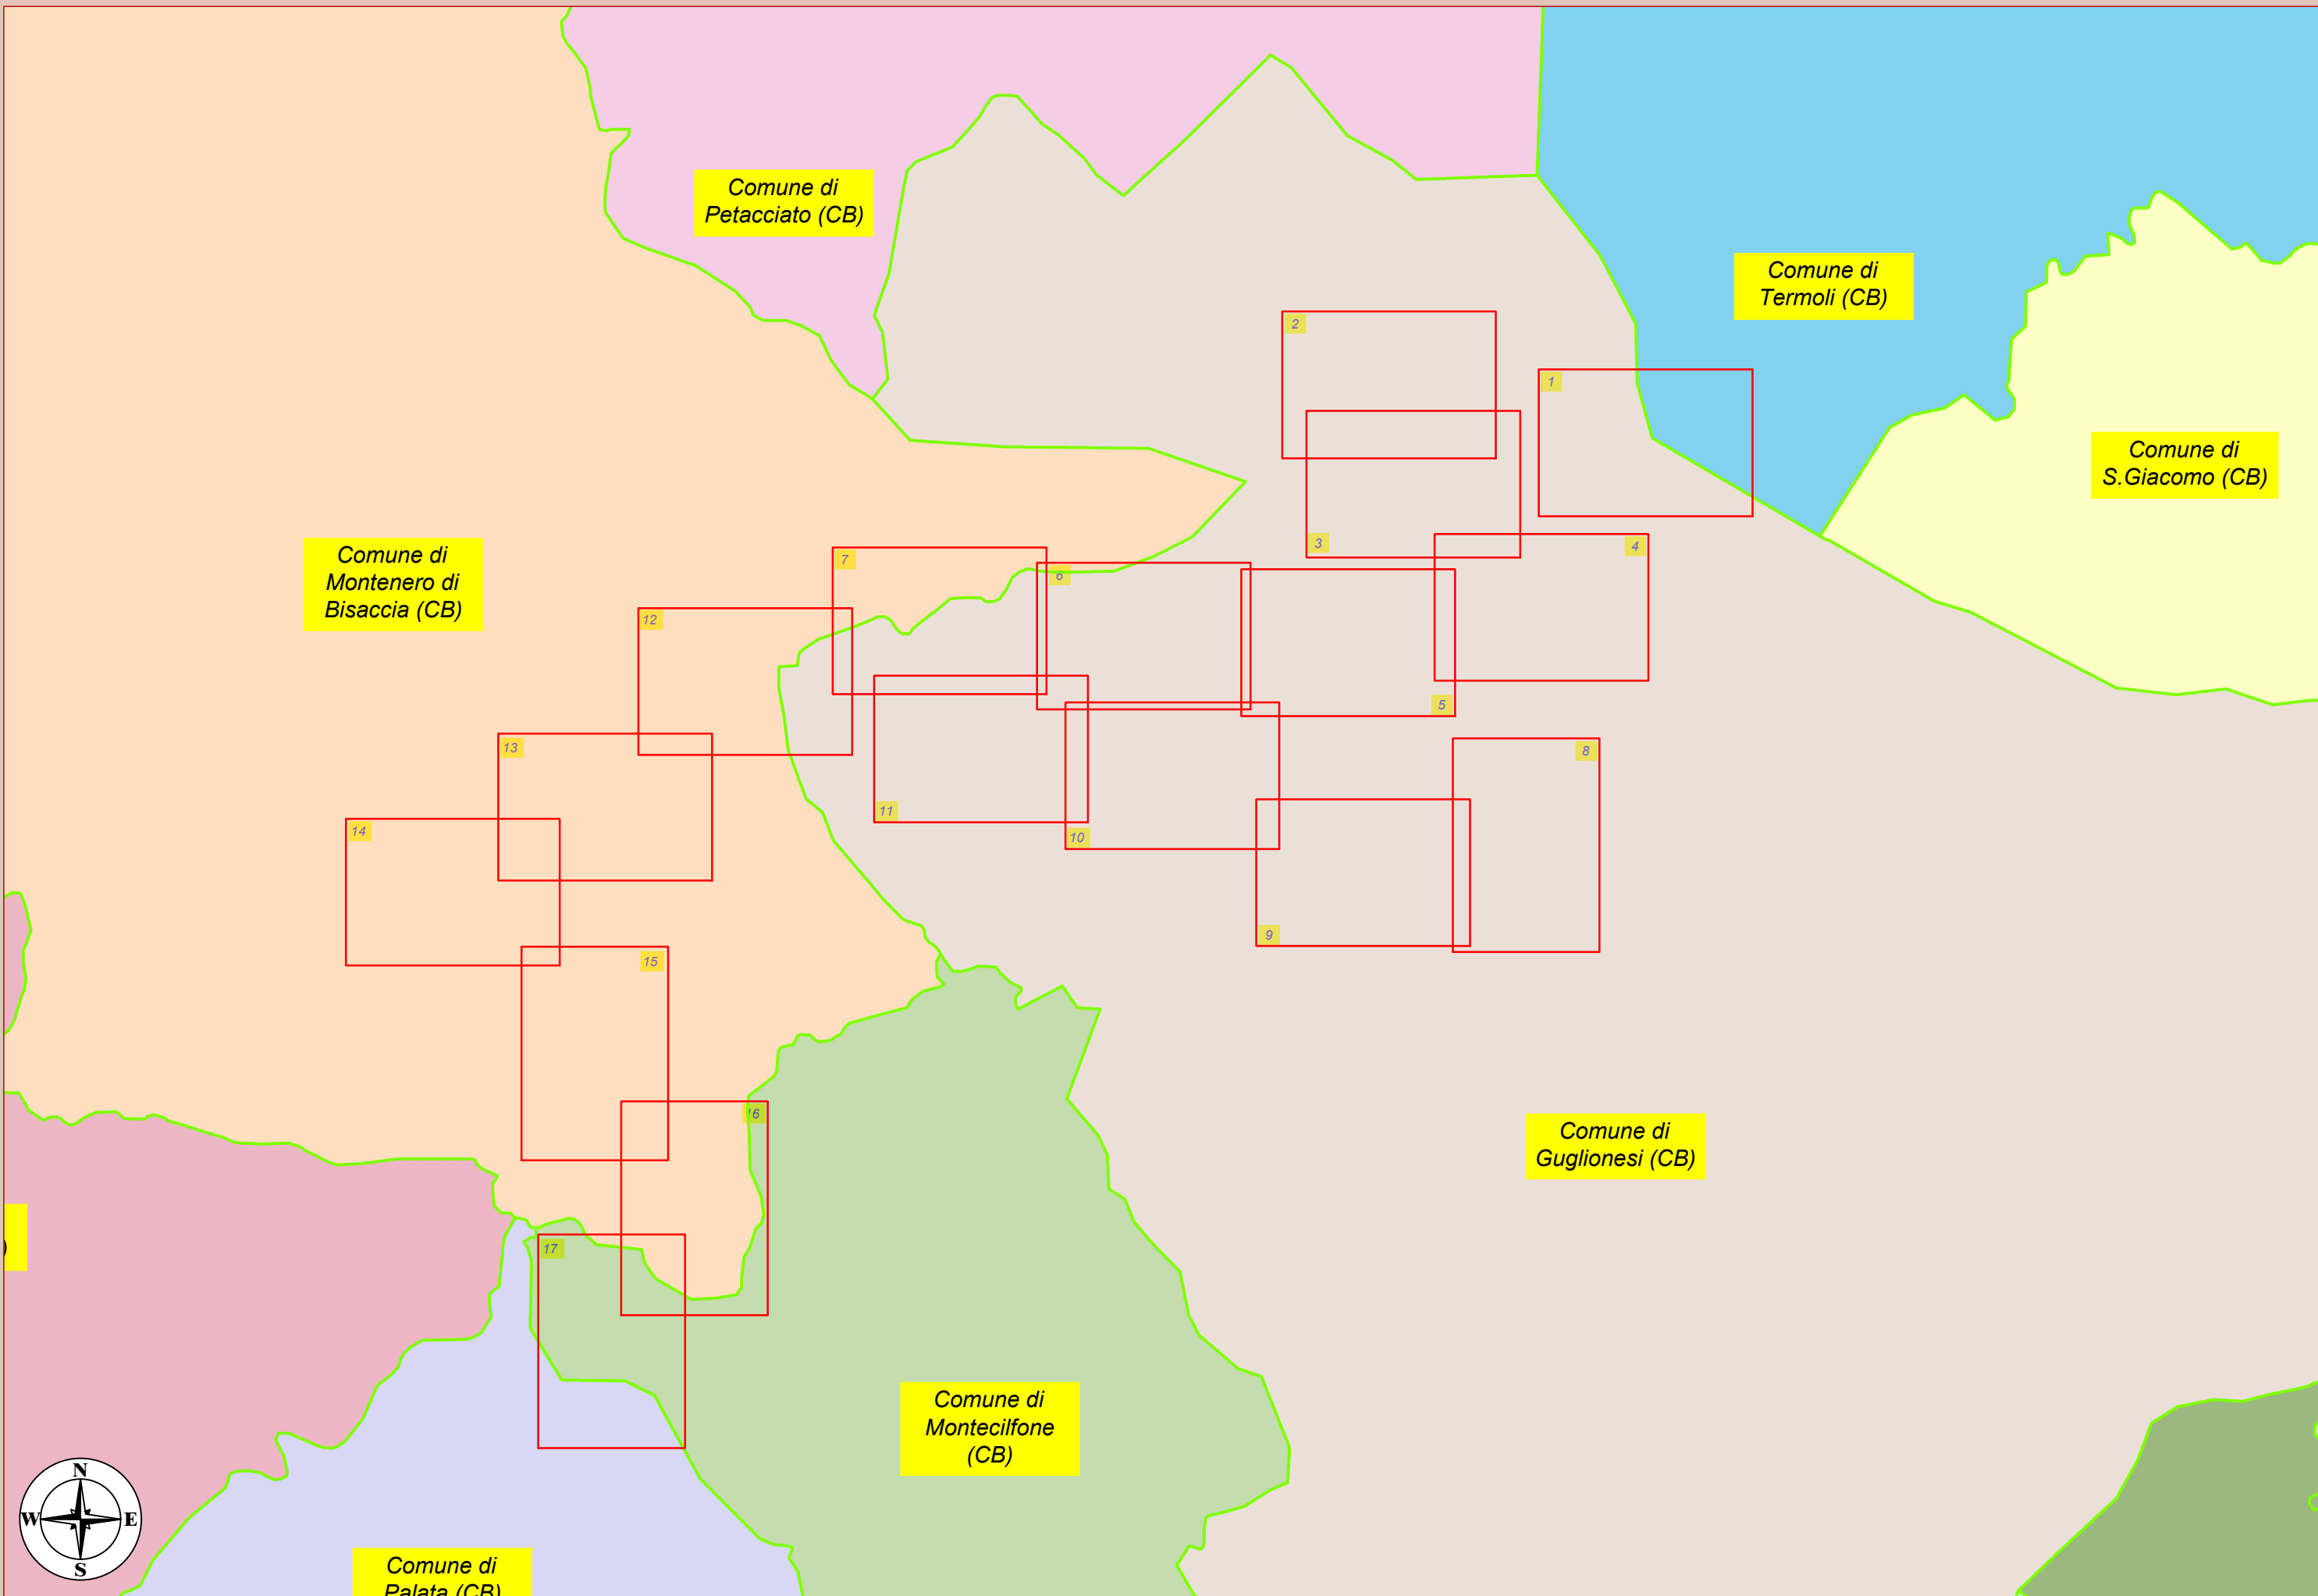 Comune di
Petacciato (CB)
Comune di
Termoli (CB)
2
1
Comune di
S.Giacomo (CB)
3
4
Comune di
Montenero di
Bisaccia (CB)
7
6
12
5
13
8
14
11
10
9
15
16
Comune di
Guglionesi (CB)
)
17
Comune di
Montecilfone
(CB)
N
W E
S
Comune di
Palata (CB)